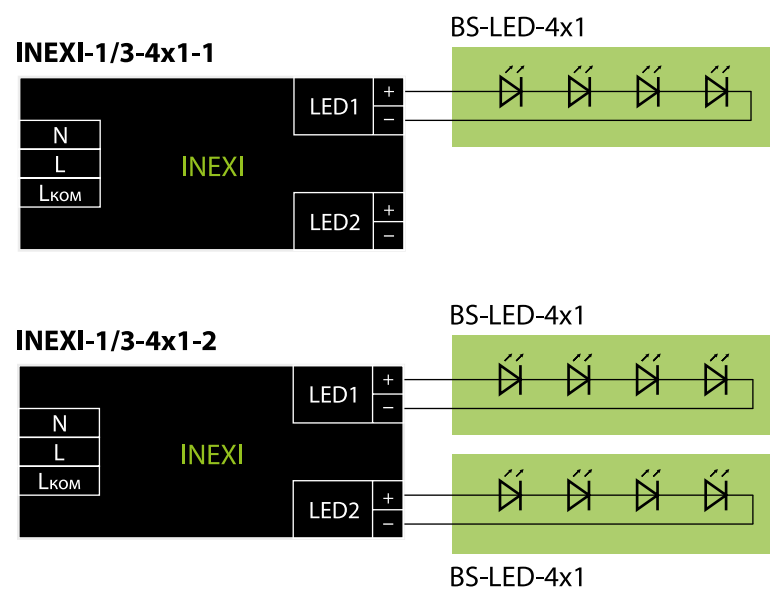 BS-LED-4x1
INEXI-1/3-4x1-1
LED1
+
−
N
L
Lком
INEXI
LED2
+
−
BS-LED-4x1
INEXI-1/3-4x1-2
LED1
+
−
N
L
Lком
INEXI
LED2
+
−
BS-LED-4x1